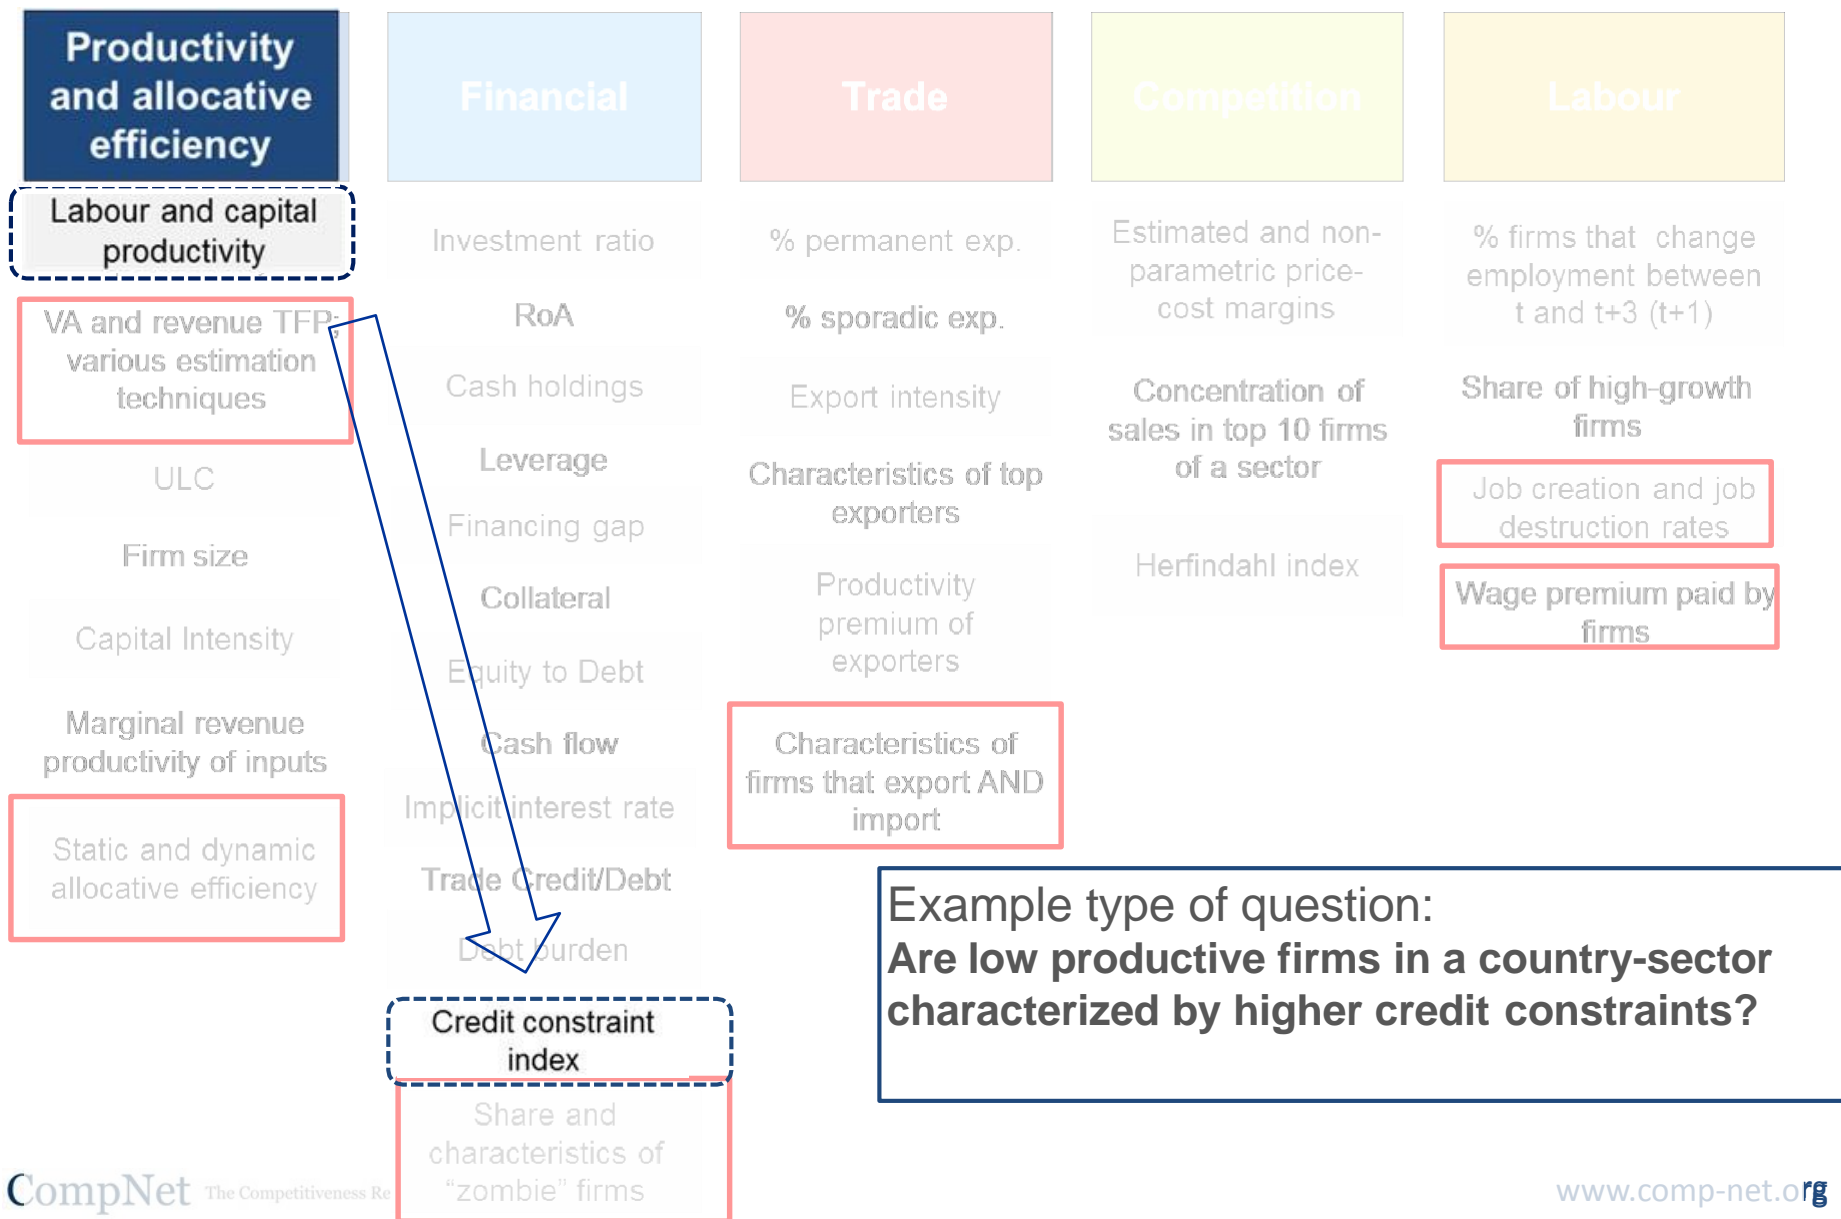 Productivity
and allocative
efficiency
Labour and capital
productivity
VA and revenue TFP;
various estimation
techniques
ULC
Firm size
Capital Intensity
Marginal revenue
productivity of inputs
Static and dynamic
allocative efficiency
Financial
Investment ratio
RoA
Cash holdings
Leverage
Financing gap
Collateral
Equity to Debt
Cash flow
Implicit interest rate
Trade Credit/Debt
Debt burden
Credit constraint
index
Share and
characteristics of
“zombie” firms
Trade
% permanent exp.
% sporadic exp.
Export intensity
Characteristics of top
exporters
Productivity
premium of
exporters
Characteristics of
firms that export AND
import
Competition
Estimated and non-
parametric price-
cost margins
Concentration of
sales in top 10 firms
of a sector
Herfindahl index
Labour
% firms that change
employment between
t and t+3 (t+1)
Share of high-growth
firms
Job creation and job
destruction rates
Wage premium paid by
firms
Example type of question:
Are low productive firms in a country-sector
characterized by higher credit constraints?
CompNet The Competitiveness Re
www.comp-net.org